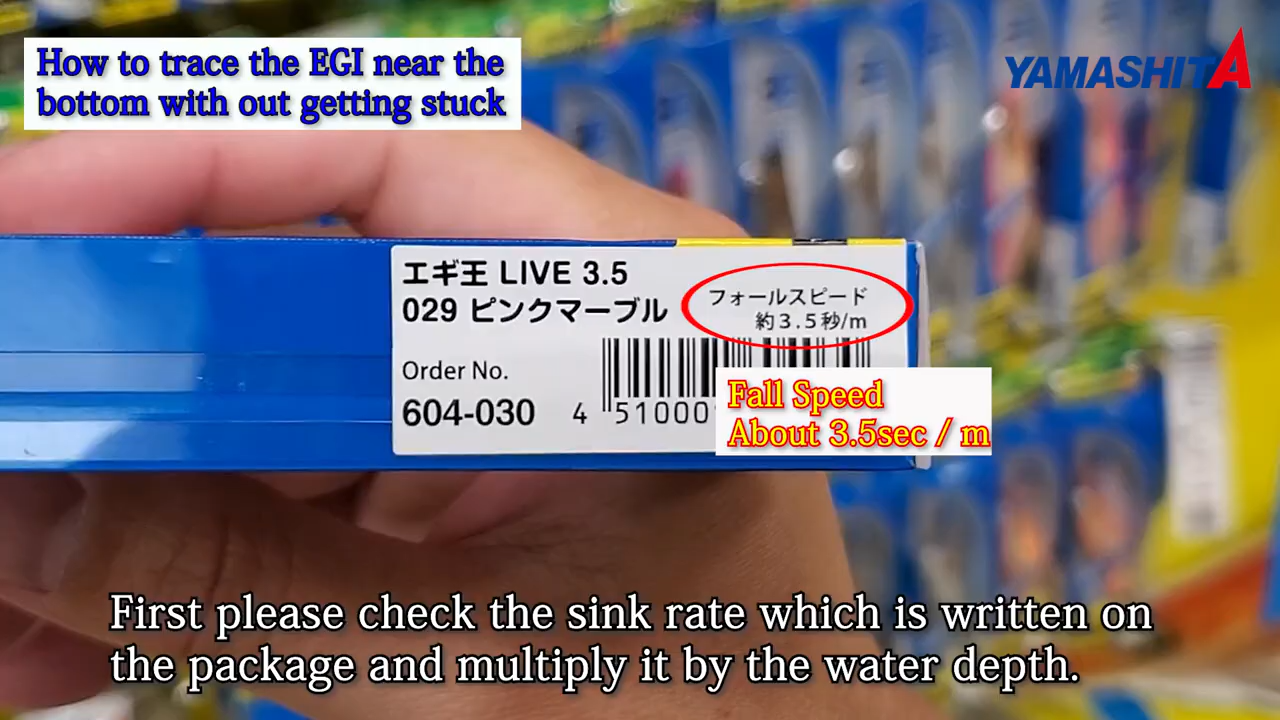 How to trace the EGI near the
bottom with out getting stuck
YAMASHITA
エギ王 LIVE 3.5
029 ピンクマーブル
フォールスピード
約3.5秒/m
Order No.
604-030
4 51000
Fall Speed
About 3.5sec / m
First please check the sink rate which is written on
the package and multiply it by the water depth.